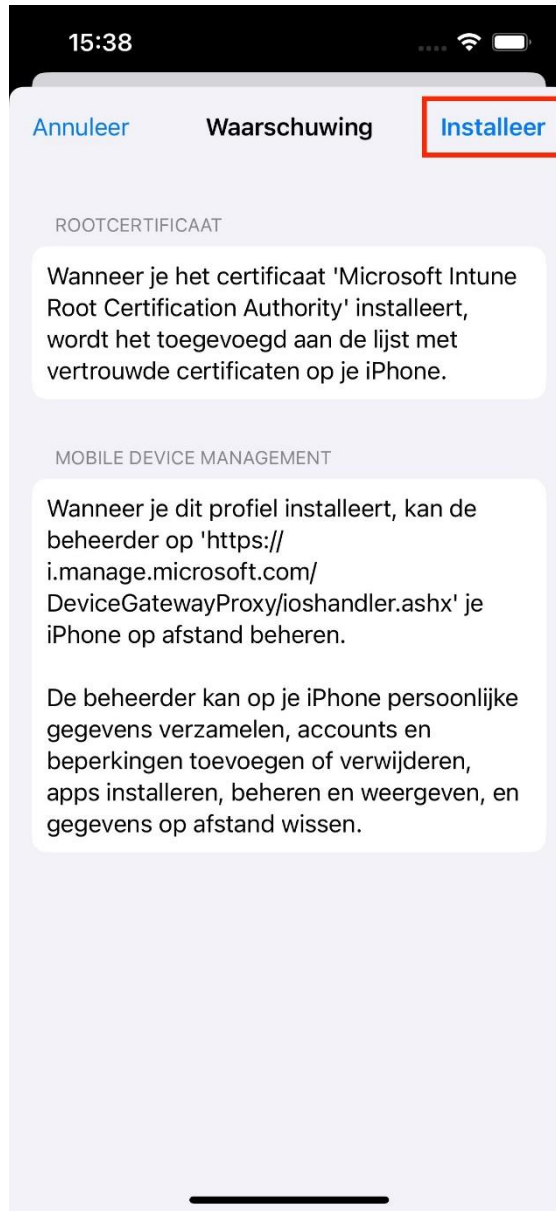 15:38
Annuleer Waarschuwing Installeer
ROOTCERTIFICAAT
Wanneer je het certificaat 'Microsoft Intune
Root Certification Authority' installeert,
wordt het toegevoegd aan de lijst met
vertrouwde certificaten op je iPhone.
MOBILE DEVICE MANAGEMENT
Wanneer je dit profiel installeert, kan de
beheerder op 'https://
i.manage.microsoft.com/
DeviceGatewayProxy/ioshandler.ashx' je
iPhone op afstand beheren.
De beheerder kan op je iPhone persoonlijke
gegevens verzamelen, accounts en
beperkingen toevoegen of verwijderen,
apps installeren, beheren en weergeven, en
gegevens op afstand wissen.